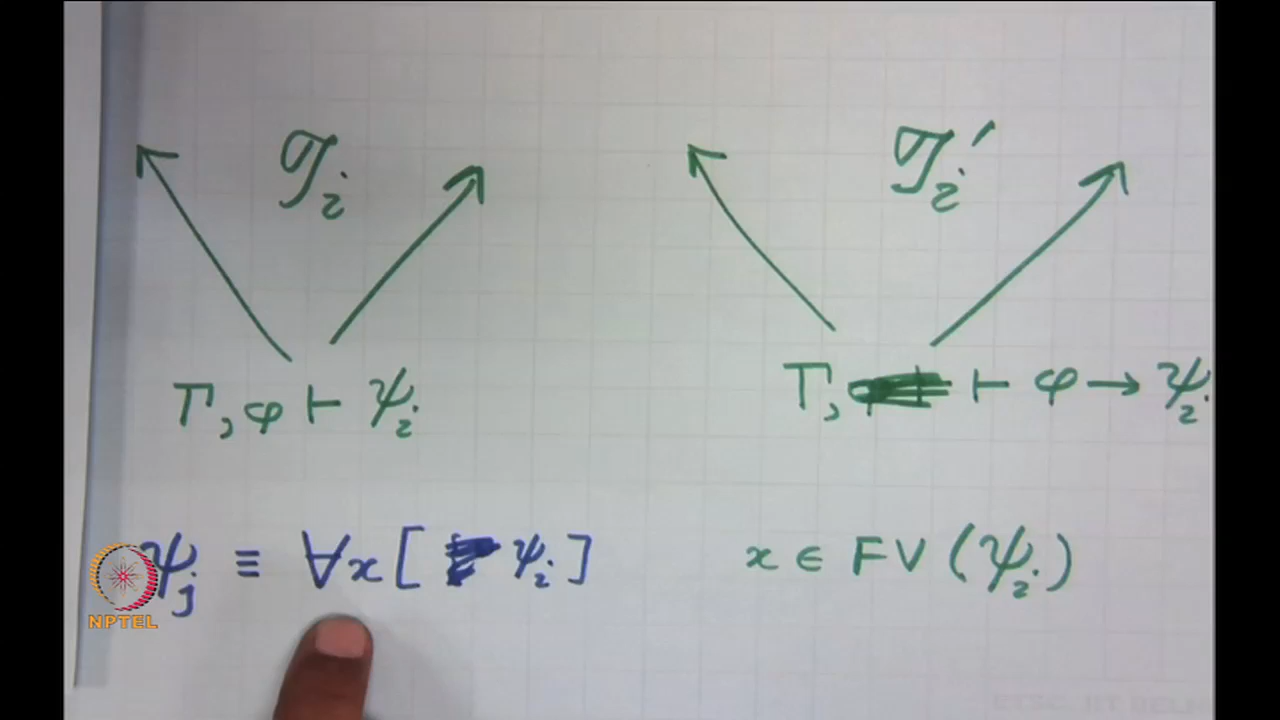 𝒯ᵢ 𝒯ᵢ′
Γ, φ ⊢ ψᵢ Γ, ⊢ φ → ψᵢ
ψⱼ ≡ ∀x[ ψᵢ ] x ∈ FV(ψᵢ)
NPTEL